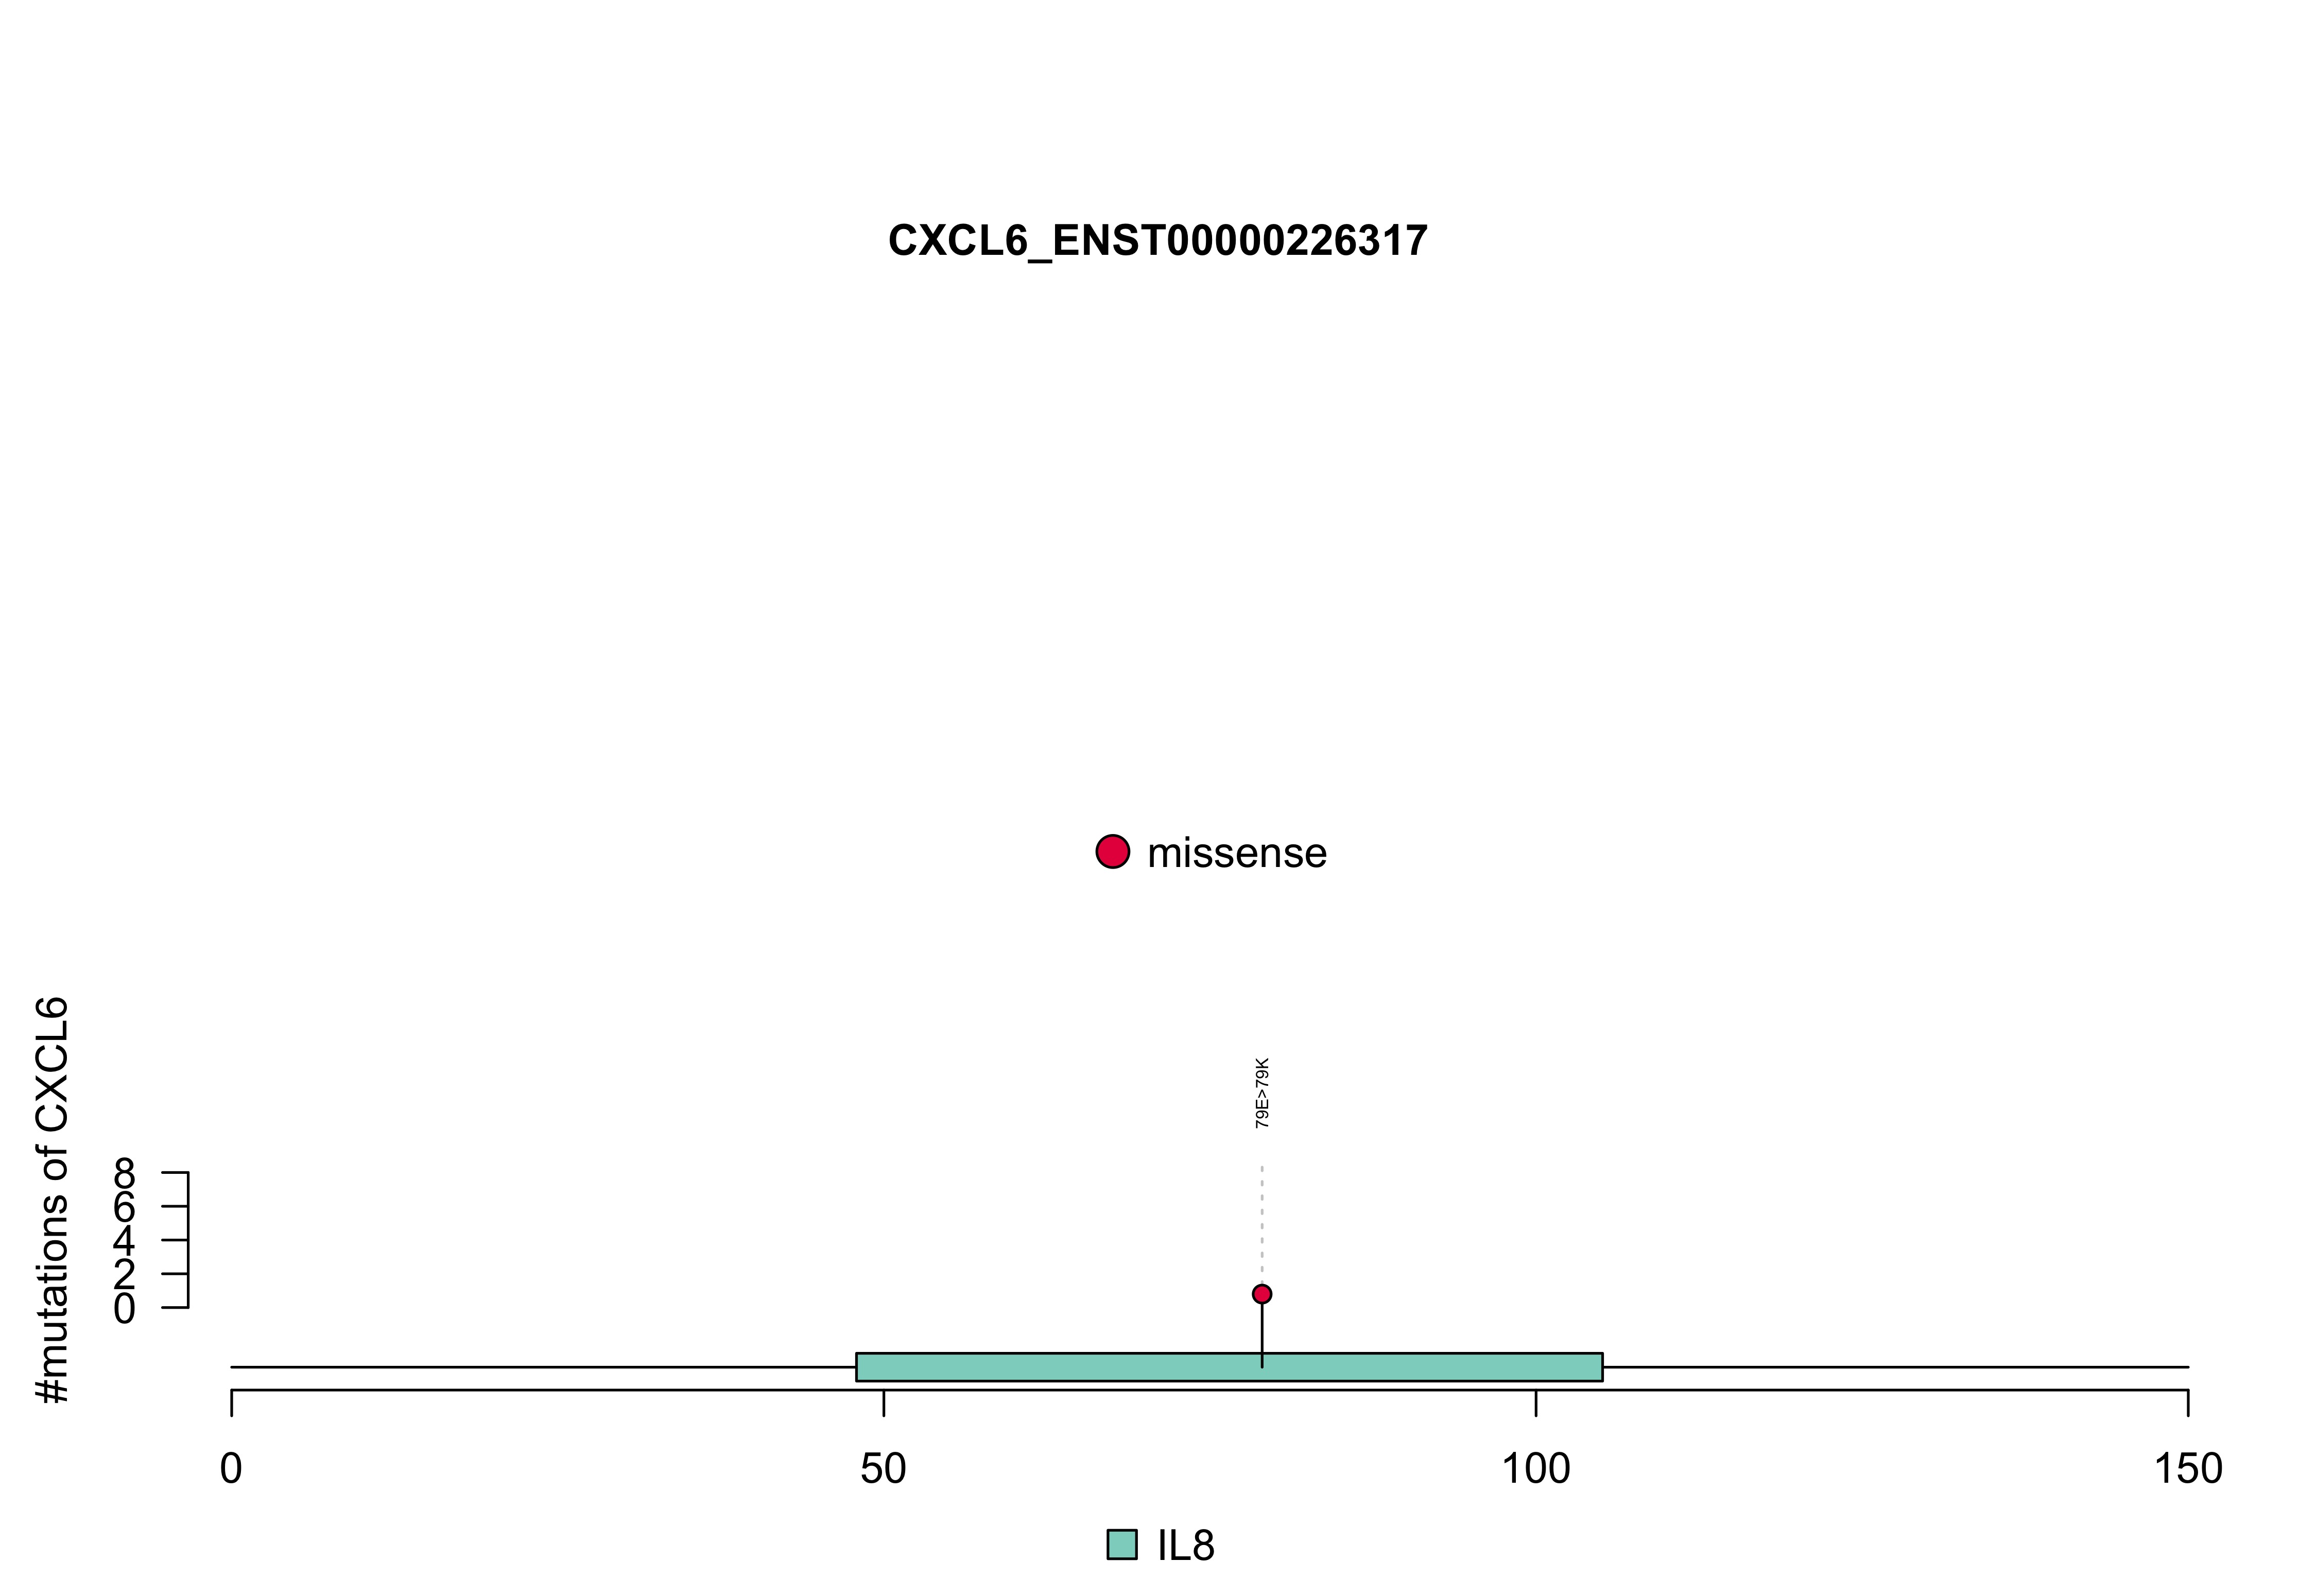 CXCL6_ENST00000226317
missense
#mutations of CXCL6
79E>79K
8
6
4
2
0
0 50 100 150
IL8